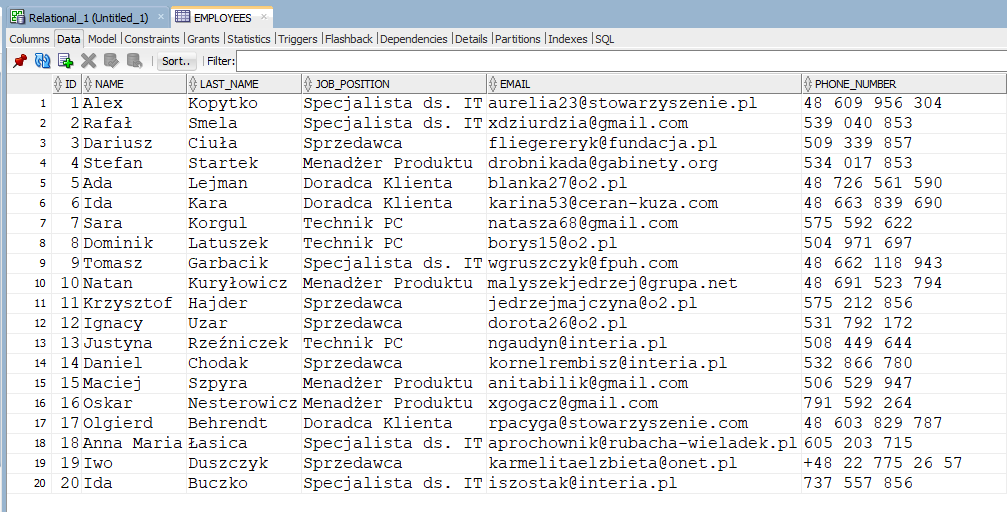 Relational_1 (Untitled_1) EMPLOYEES
Columns Data Model Constraints Grants Statistics Triggers Flashback Dependencies Details Partitions Indexes SQL
Sort.. Filter:
ID NAME LAST_NAME JOB_POSITION EMAIL PHONE_NUMBER
1 1 Alex Kopytko Specjalista ds. IT aurelia23@stowarzyszenie.pl 48 609 956 304
2 2 Rafał Smela Specjalista ds. IT xdziurdzia@gmail.com 539 040 853
3 3 Dariusz Ciuła Sprzedawca fliegereryk@fundacja.pl 509 339 857
4 4 Stefan Startek Menadżer Produktu drobnikada@gabinety.org 534 017 853
5 5 Ada Lejman Doradca Klienta blanka27@o2.pl 48 726 561 590
6 6 Ida Kara Doradca Klienta karina53@ceran-kuza.com 48 663 839 690
7 7 Sara Korgul Technik PC natasza68@gmail.com 575 592 622
8 8 Dominik Latuszek Technik PC borys15@o2.pl 504 971 697
9 9 Tomasz Garbacik Specjalista ds. IT wgruszczyk@fpuh.com 48 662 118 943
10 10 Natan Kuryłowicz Menadżer Produktu malyszekjedrzej@grupa.net 48 691 523 794
11 11 Krzysztof Hajder Sprzedawca jedrzejmajczyna@o2.pl 575 212 856
12 12 Ignacy Uzar Sprzedawca dorota26@o2.pl 531 792 172
13 13 Justyna Rzeźniczek Technik PC ngaudyn@interia.pl 508 449 644
14 14 Daniel Chodak Sprzedawca kornelrembisz@interia.pl 532 866 780
15 15 Maciej Szpyra Menadżer Produktu anitabilik@gmail.com 506 529 947
16 16 Oskar Nesterowicz Menadżer Produktu xgogacz@gmail.com 791 592 264
17 17 Olgierd Behrendt Doradca Klienta rpacyga@stowarzyszenie.com 48 603 829 787
18 18 Anna Maria Łasica Specjalista ds. IT aprochownik@rubacha-wieladek.pl 605 203 715
19 19 Iwo Duszczyk Sprzedawca karmelitaelzbieta@onet.pl +48 22 775 26 57
20 20 Ida Buczko Specjalista ds. IT iszostak@interia.pl 737 557 856